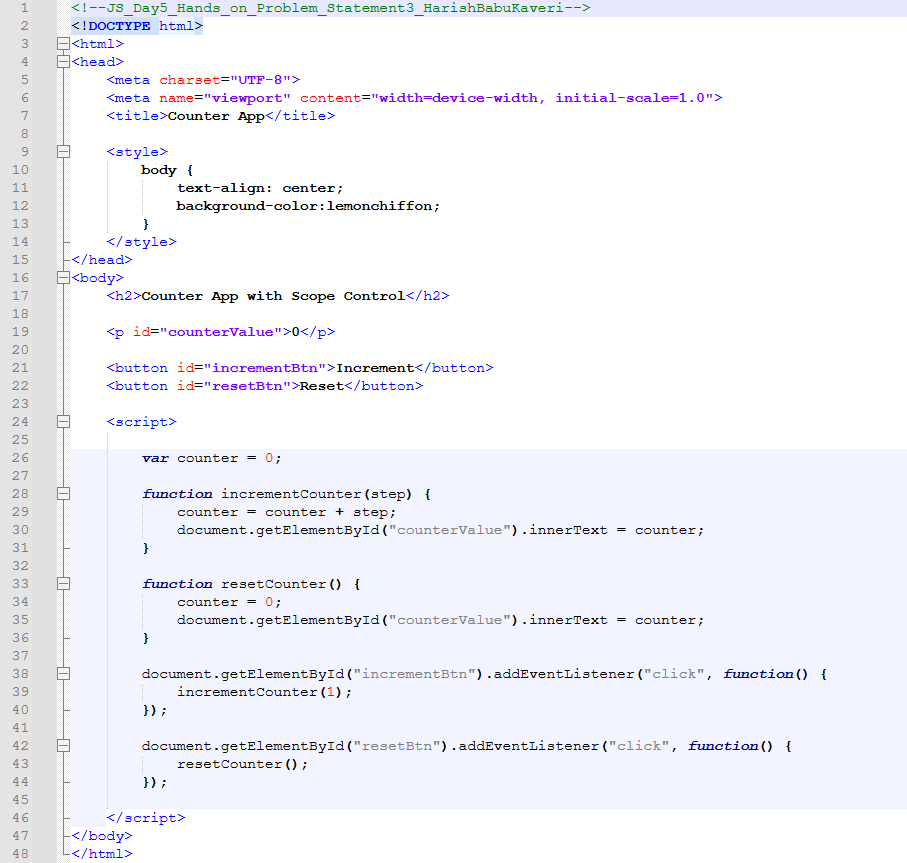 1 <!--JS_Day5_Hands_on_Problem_Statement3_HarishBabuKaveri-->
2 <!DOCTYPE html>
3 <html>
4 <head>
5     <meta charset="UTF-8">
6     <meta name="viewport" content="width=device-width, initial-scale=1.0">
7     <title>Counter App</title>
8
9     <style>
10         body {
11             text-align: center;
12             background-color:lemonchiffon;
13         }
14     </style>
15 </head>
16 <body>
17     <h2>Counter App with Scope Control</h2>
18
19     <p id="counterValue">0</p>
20
21     <button id="incrementBtn">Increment</button>
22     <button id="resetBtn">Reset</button>
23
24     <script>
25
26         var counter = 0;
27
28         function incrementCounter(step) {
29             counter = counter + step;
30             document.getElementById("counterValue").innerText = counter;
31         }
32
33         function resetCounter() {
34             counter = 0;
35             document.getElementById("counterValue").innerText = counter;
36         }
37
38         document.getElementById("incrementBtn").addEventListener("click", function() {
39             incrementCounter(1);
40         });
41
42         document.getElementById("resetBtn").addEventListener("click", function() {
43             resetCounter();
44         });
45
46     </script>
47 </body>
48 </html>